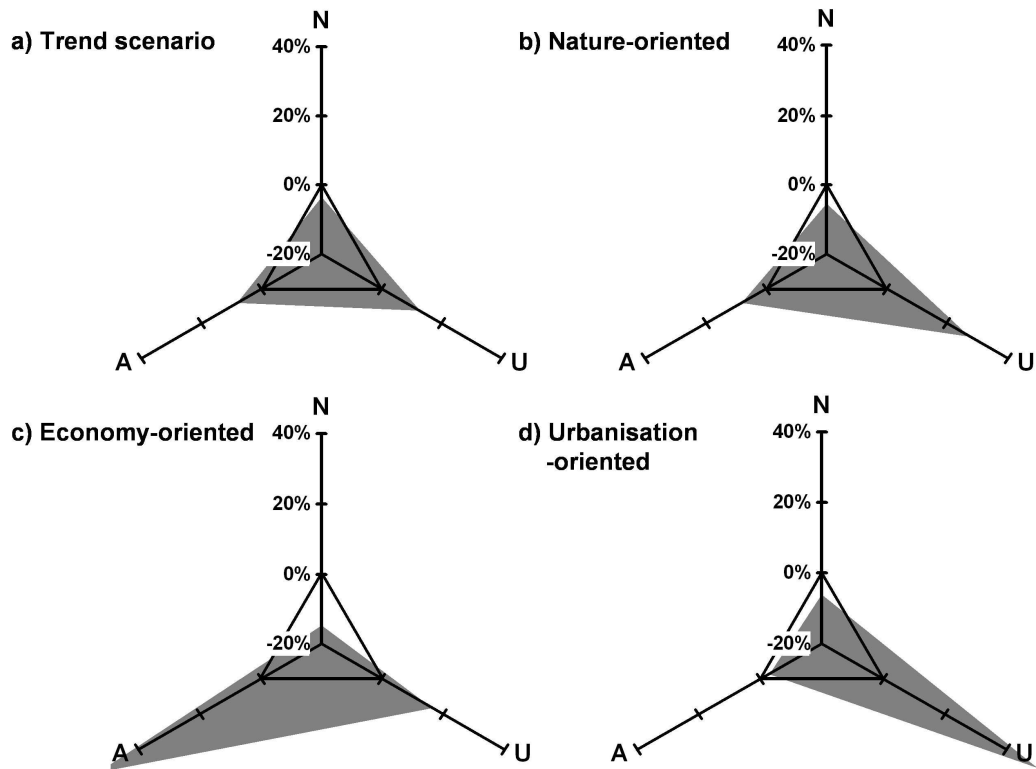 a) Trend scenario
N
40%
20%
0%
-20%
A
U
b) Nature-oriented
N
40%
20%
0%
-20%
A
U
c) Economy-oriented
N
40%
20%
0%
-20%
A
U
d) Urbanisation
-oriented
N
40%
20%
0%
-20%
A
U